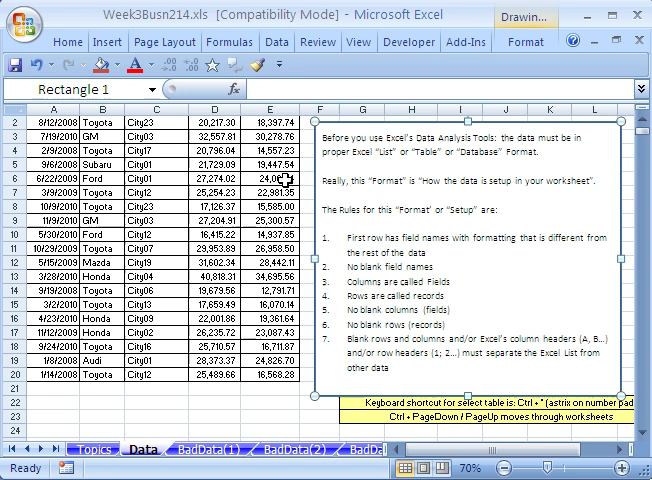 Week3Busn214.xls [Compatibility Mode] - Microsoft Excel
Drawin...
Home Insert Page Layout Formulas Data Review View Developer Add-Ins Format
Rectangle 1
fx
A B C D E F G H I J K L
2 8/12/2008 Toyota City23 20,217.30 18,397.74
3 7/19/2010 GM City03 32,557.81 30,278.76
4 2/9/2008 Toyota City17 20,796.04 14,557.23
5 9/6/2008 Subaru City01 21,729.09 19,447.54
6 6/22/2009 Ford City01 27,274.02
7 3/9/2009 Toyota City12 25,254.23 22,981.35
8 10/9/2010 Toyota City23 17,126.37 15,585.00
9 11/9/2010 GM City03 27,204.91 25,300.57
10 5/30/2010 Ford City12 16,415.22 14,937.85
11 10/29/2009 Toyota City07 29,953.89 26,958.50
12 5/15/2009 Mazda City19 31,602.34 28,442.11
13 3/28/2010 Honda City04 40,818.31 34,695.56
14 9/19/2008 Toyota City06 19,679.56 12,791.71
15 3/2/2010 Toyota City13 17,659.49 16,070.14
16 4/23/2010 Honda City09 22,001.86 19,361.64
17 11/12/2009 Honda City02 26,235.72 23,087.43
18 9/24/2010 Toyota City16 25,710.57 16,711.87
19 1/8/2008 Audi City01 28,373.37 24,826.70
20 1/14/2008 Toyota City12 25,489.66 16,568.28
21
22
23
24
Before you use Excel's Data Analysis Tools: the data must be in
proper Excel "List" or "Table" or "Database" Format.
Really, this "Format" is "How the data is setup in your worksheet".
The Rules for this "Format' or "Setup" are:
1. First row has field names with formatting that is different from
the rest of the data
2. No blank field names
3. Columns are called Fields
4. Rows are called records
5. No blank columns (fields)
6. No blank rows (records)
7. Blank rows and columns and/or Excel's column headers (A, B...)
and/or row headers (1; 2...) must separate the Excel List from
other data
Keyboard shortcut for select table is: Ctrl + * (astrix on number pad
Ctrl + PageDown / PageUp moves through worksheets
Topics Data BadData(1) BadData(2) BadDa
Ready 70%